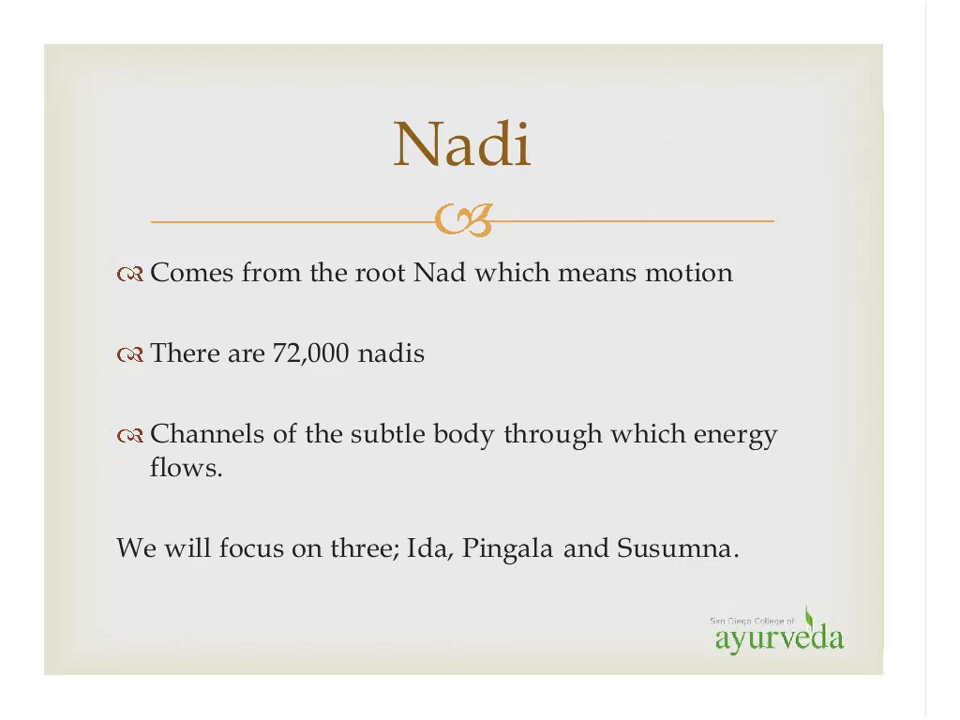 Nadi
Comes from the root Nad which means motion
There are 72,000 nadis
Channels of the subtle body through which energy
flows.
We will focus on three; Ida, Pingala and Susumna.
San Diego College of
ayurveda